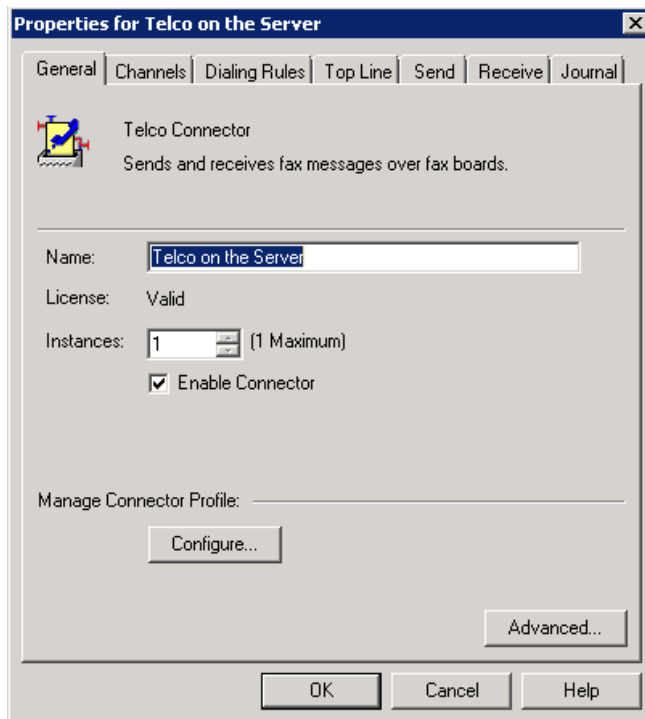 Properties for Telco on the Server
General Channels Dialing Rules Top Line Send Receive Journal
Telco Connector
Sends and receives fax messages over fax boards.
Name: Telco on the Server
License: Valid
Instances: 1 (1 Maximum)
Enable Connector
Manage Connector Profile:
Configure...
Advanced...
OK Cancel Help